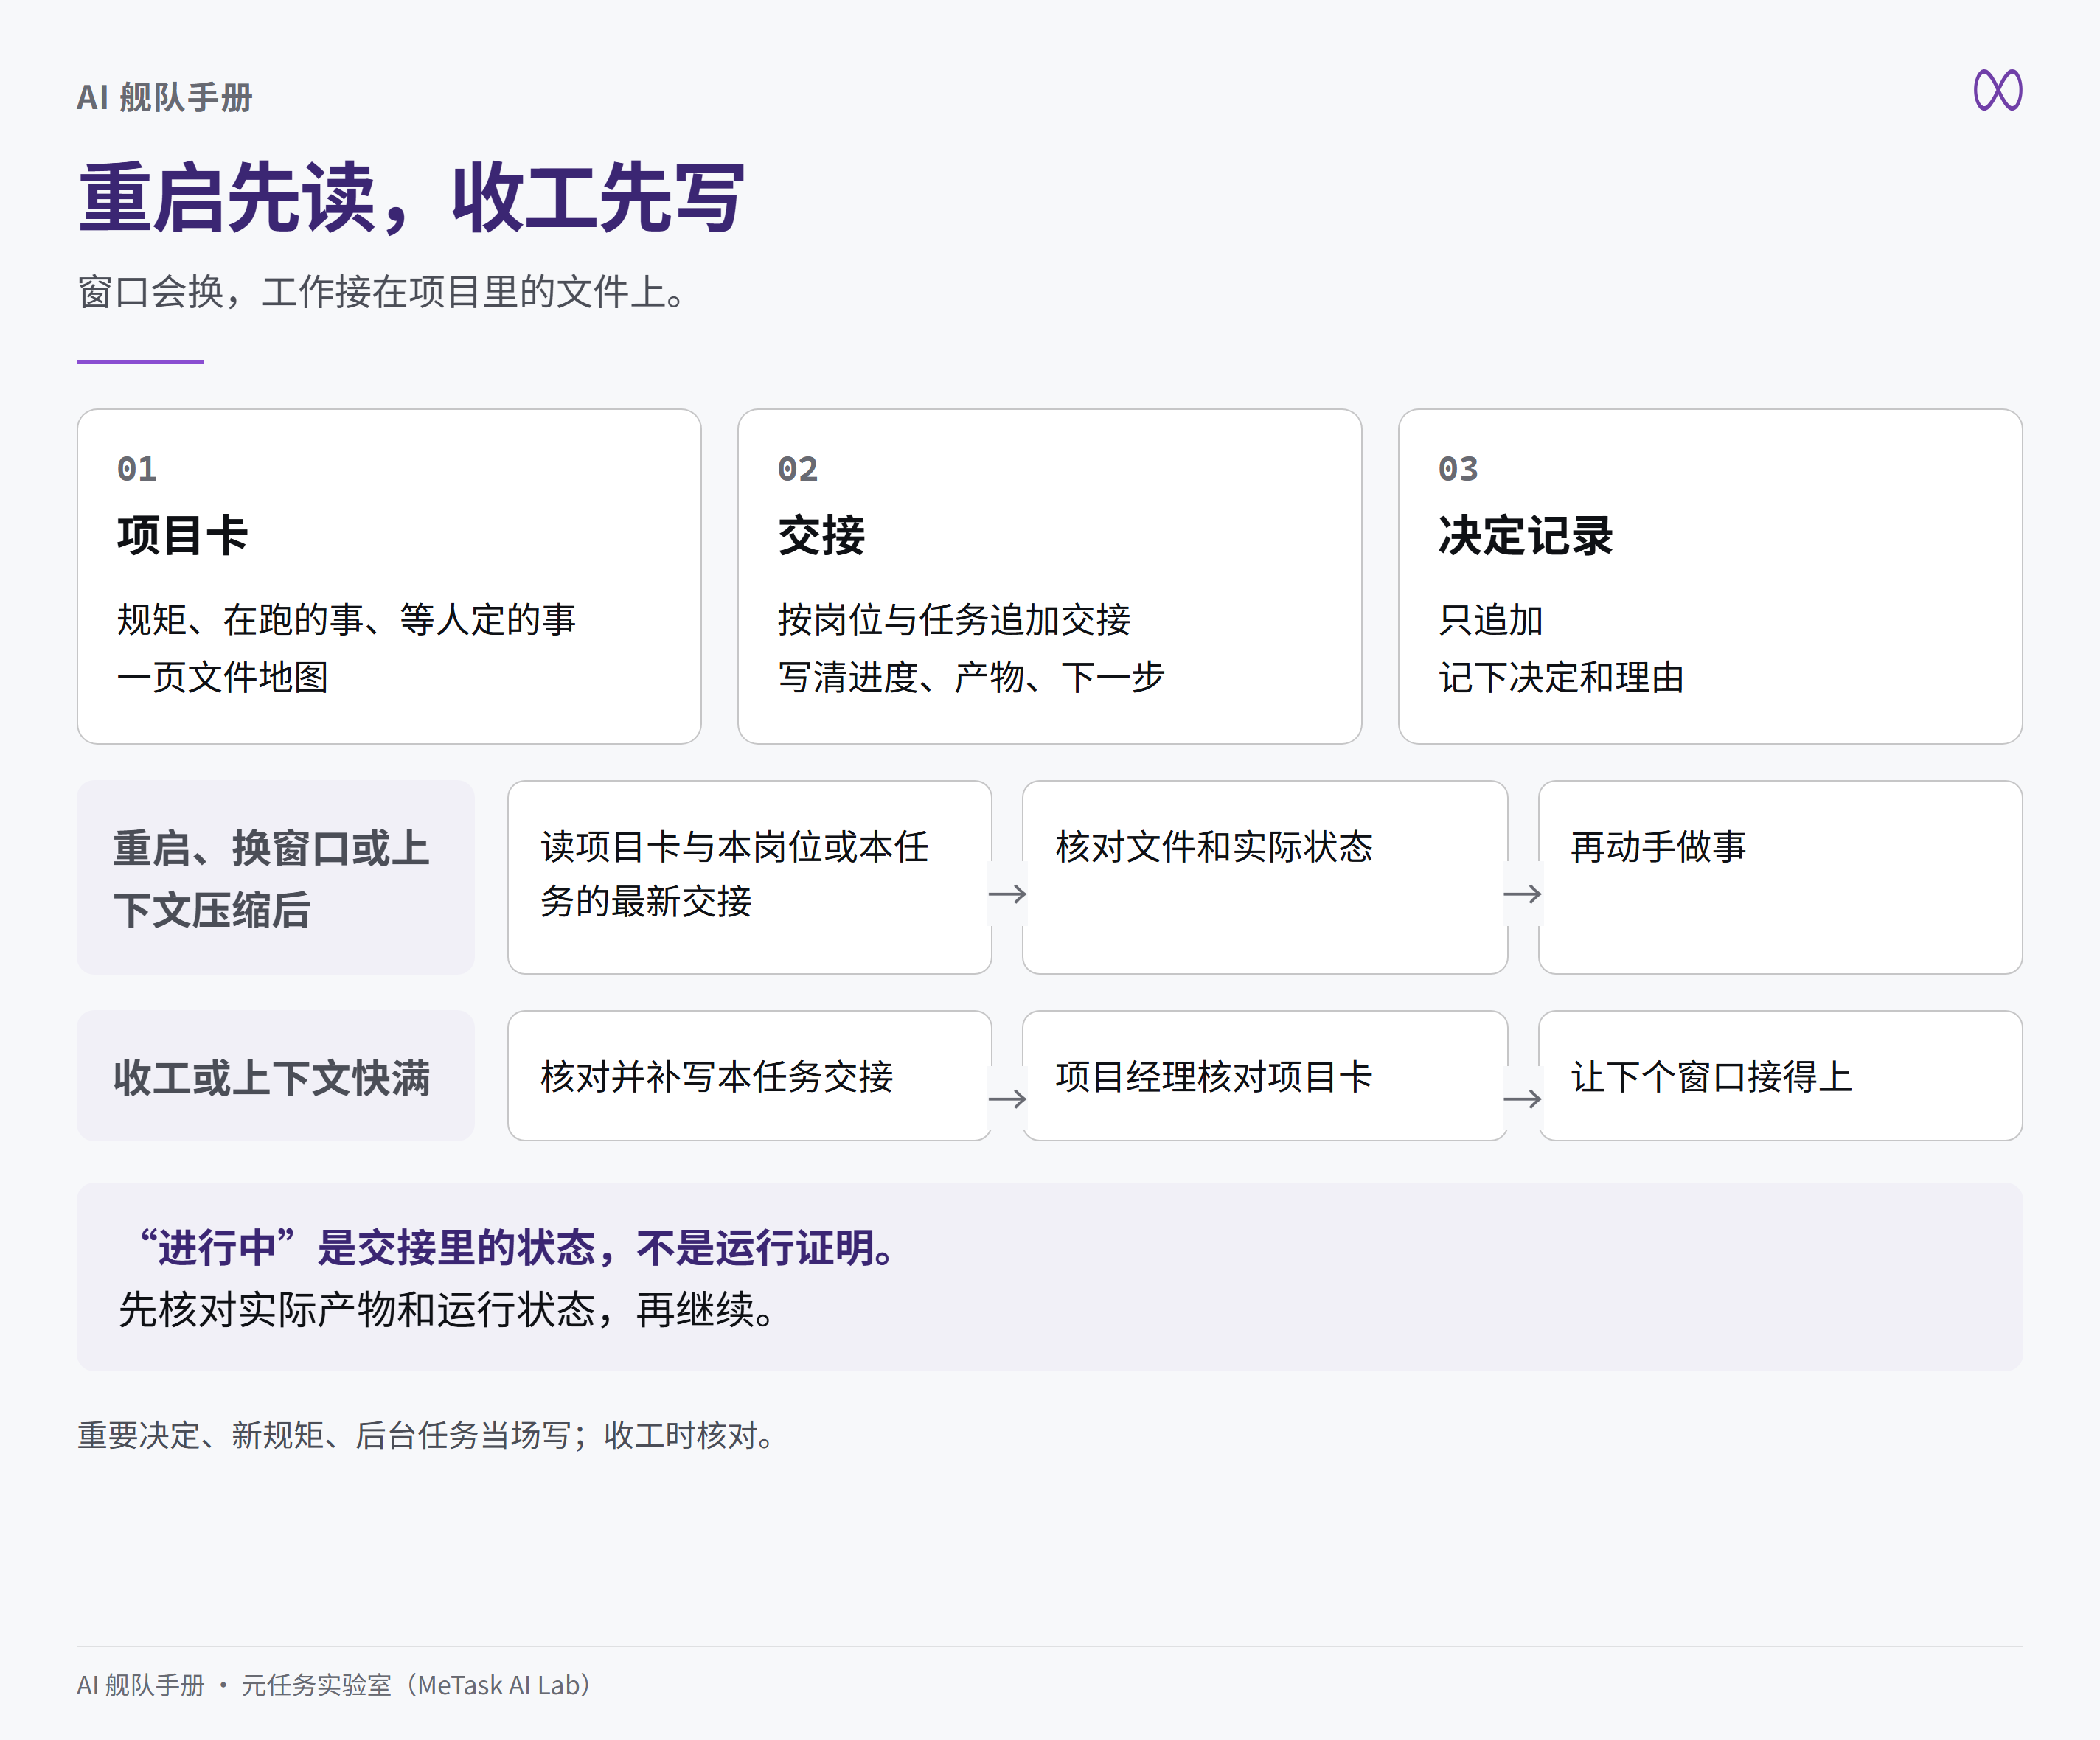 AI 舰队手册
重启先读，收工先写
窗口会换，工作接在项目里的文件上。
01
项目卡
规矩、在跑的事、等人定的事
一页文件地图
02
交接
按岗位与任务追加交接
写清进度、产物、下一步
03
决定记录
只追加
记下决定和理由
重启、换窗口或上
下文压缩后
读项目卡与本岗位或本任
务的最新交接
→
核对文件和实际状态
→
再动手做事
收工或上下文快满
核对并补写本任务交接
→
项目经理核对项目卡
→
让下个窗口接得上
“进行中”是交接里的状态，不是运行证明。
先核对实际产物和运行状态，再继续。
重要决定、新规矩、后台任务当场写；收工时核对。
AI 舰队手册 · 元任务实验室（MeTask AI Lab）